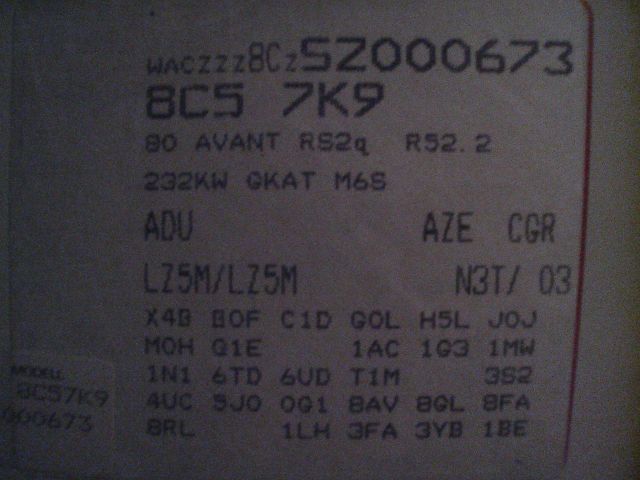 WACZZZ8CZSZ000673
8C5 7K9
80 AVANT RS2q R52.2
232KW GKAT M6S
ADU AZE CGR
LZ5M/LZ5M N3T/ 03
X4B B0F C1D G0L H5L J0J
M0H Q1E 1AC 1G3 1MW
1N1 6TD 6UD T1M 3S2
4UC 5J0 0G1 8AV 8GL 8FA
8RL 1LH 3FA 3YB 1BE
MODELL
8C57K9
000673